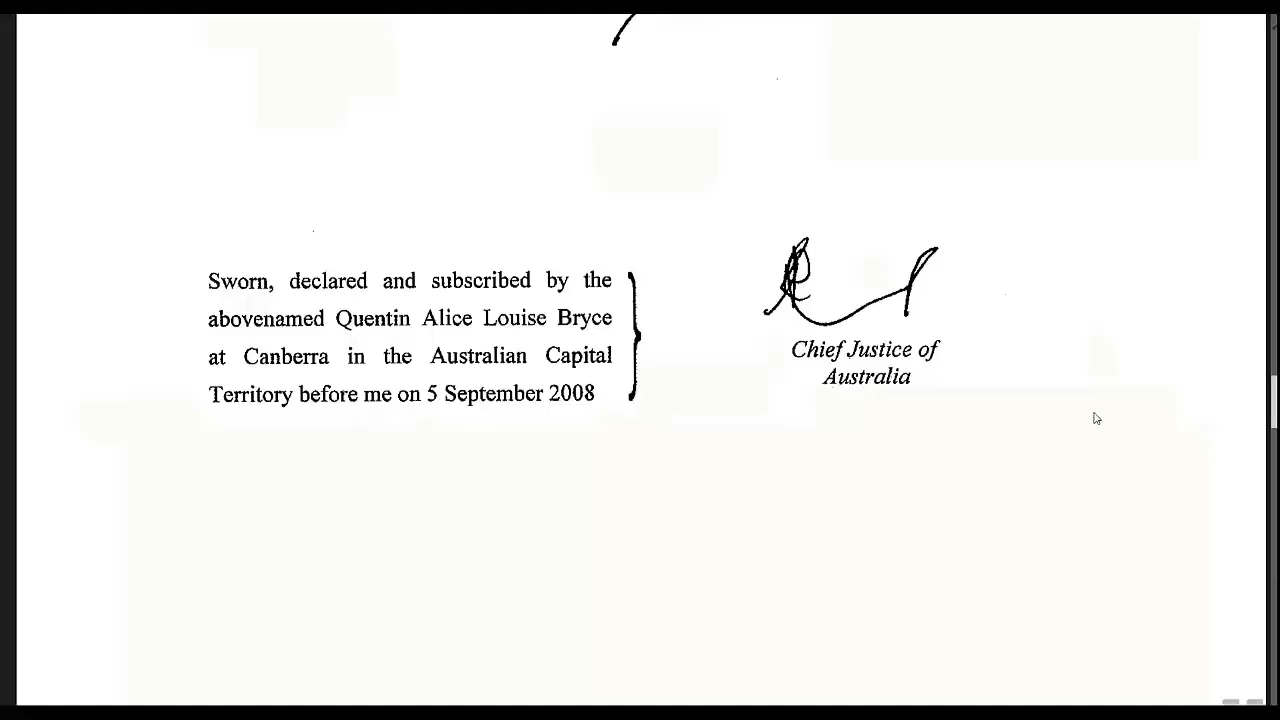 Sworn, declared and subscribed by the
abovenamed Quentin Alice Louise Bryce
at Canberra in the Australian Capital
Territory before me on 5 September 2008
Chief Justice of
Australia